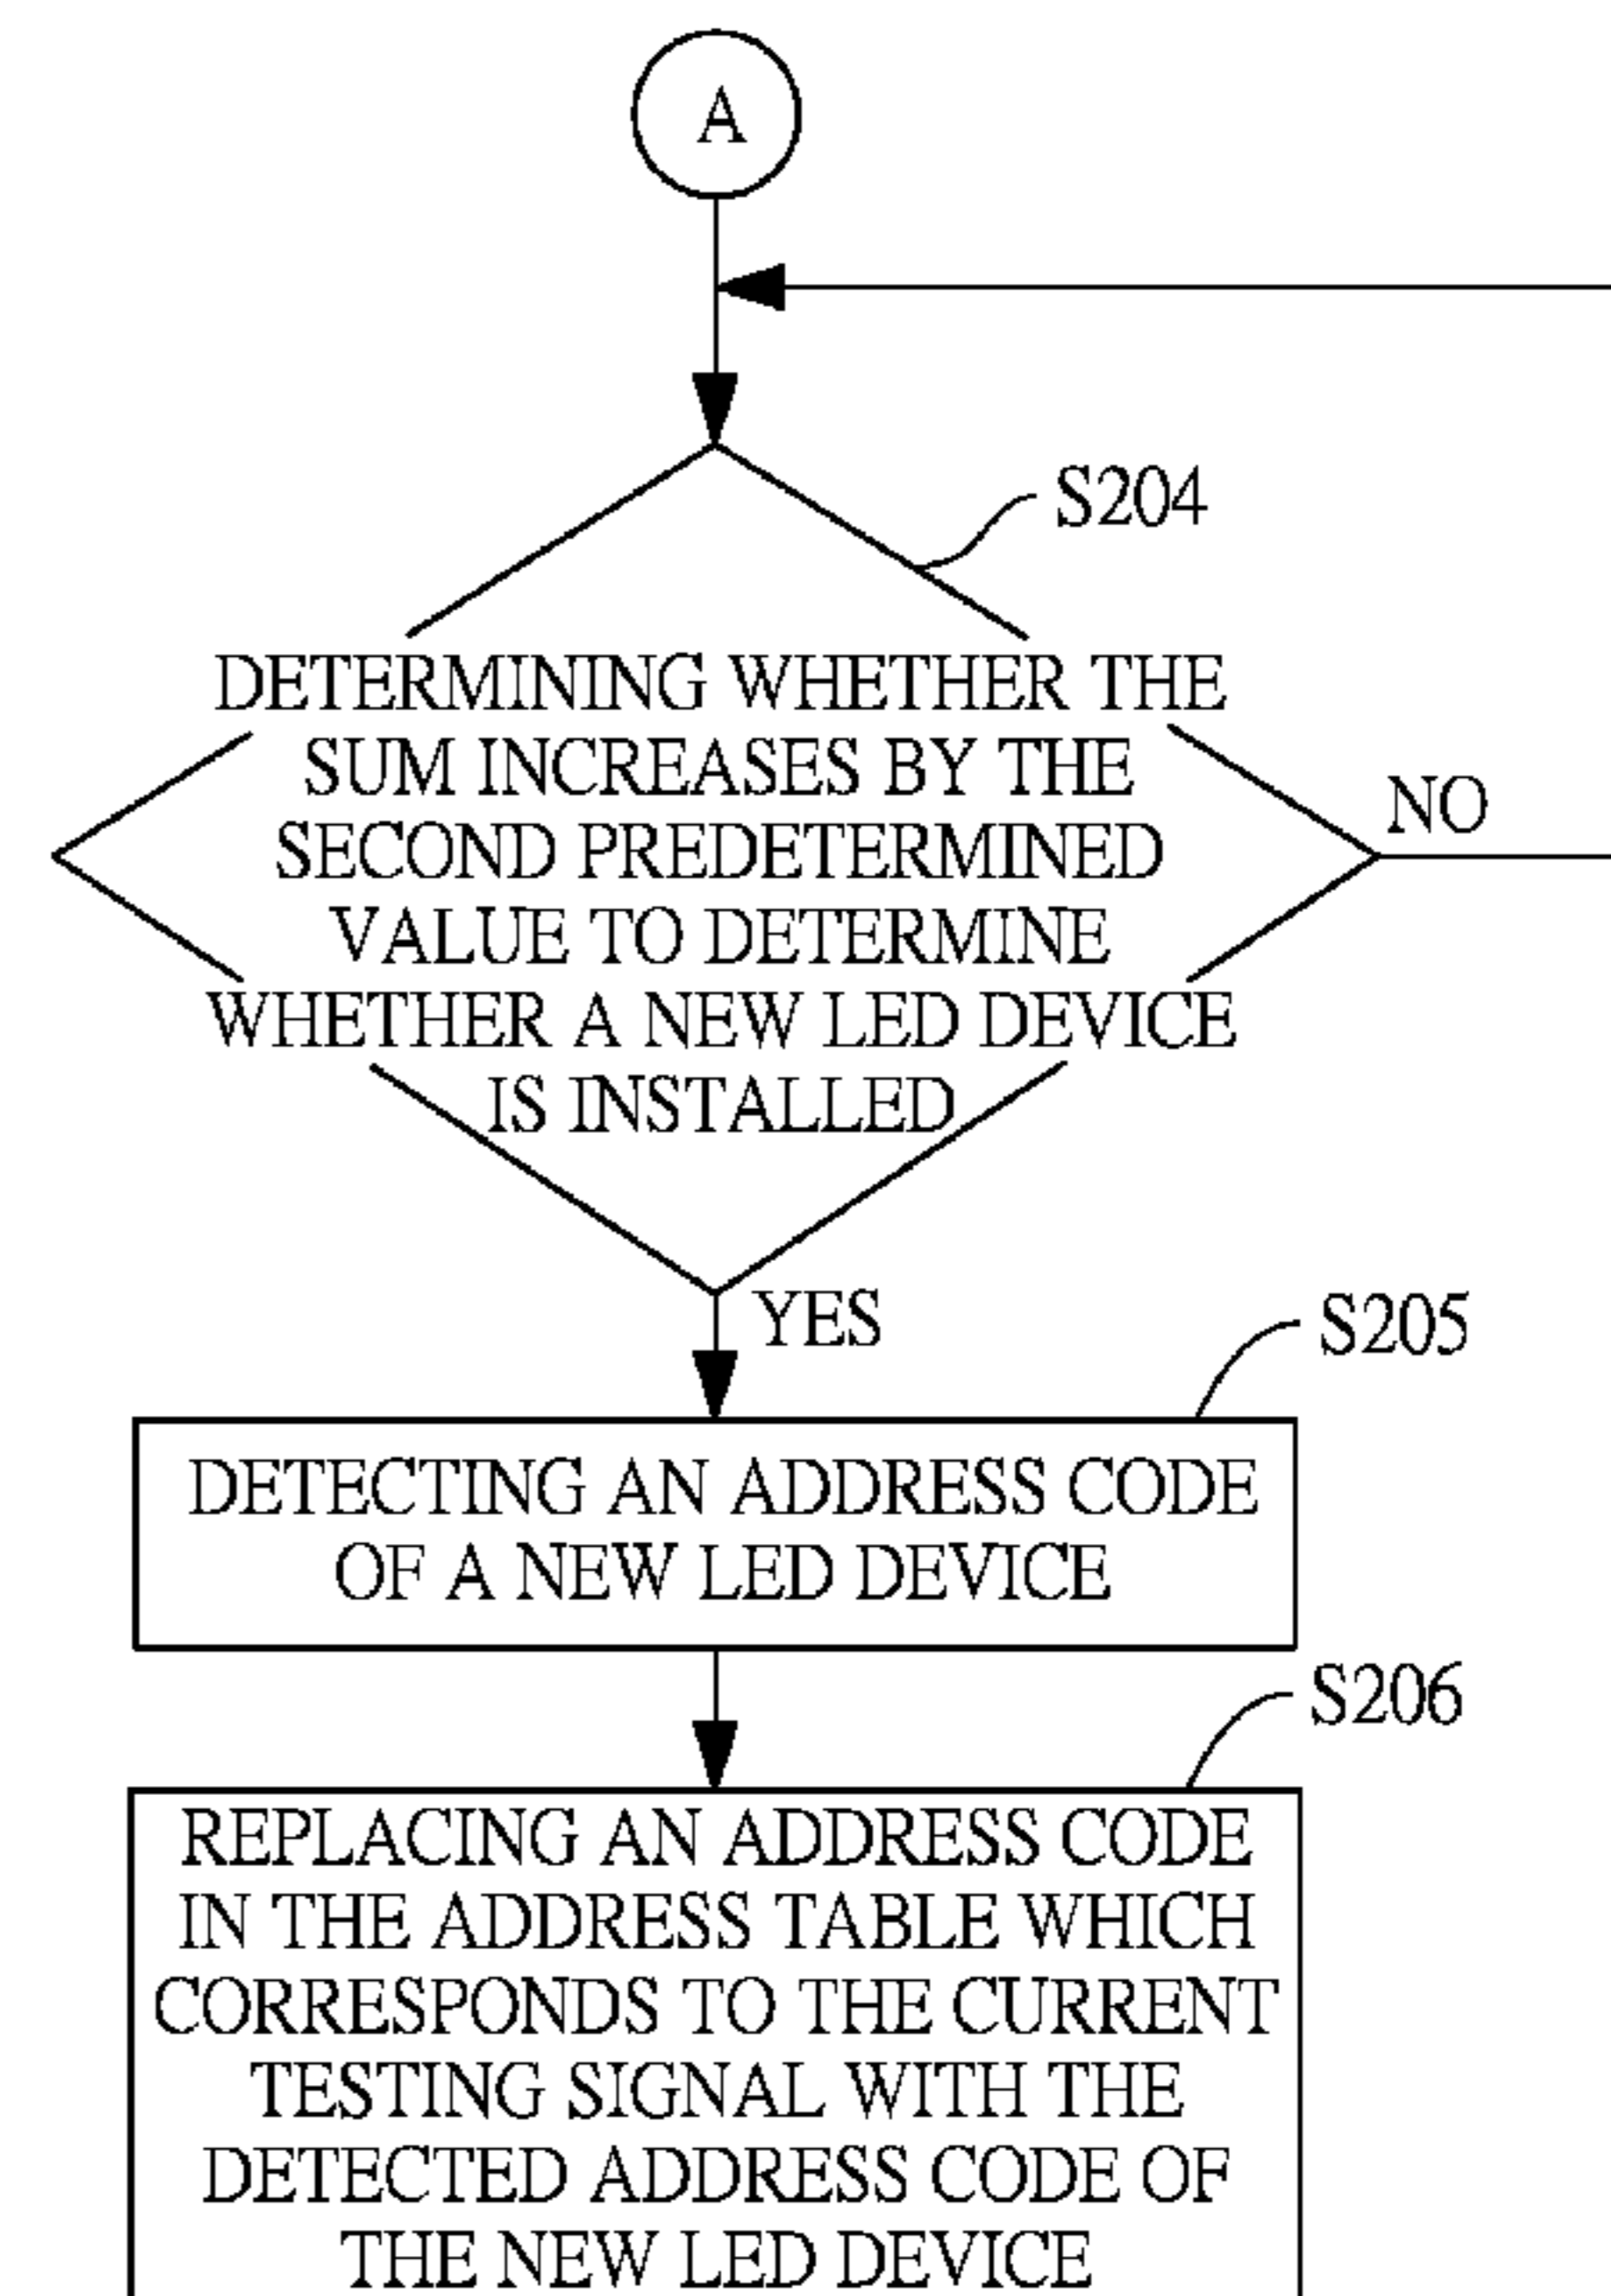 A
S204
DETERMINING WHETHER THE
SUM INCREASES BY THE
SECOND PREDETERMINED
VALUE TO DETERMINE
WHETHER A NEW LED DEVICE
IS INSTALLED
NO
YES
S205
DETECTING AN ADDRESS CODE
OF A NEW LED DEVICE
S206
REPLACING AN ADDRESS CODE
IN THE ADDRESS TABLE WHICH
CORRESPONDS TO THE CURRENT
TESTING SIGNAL WITH THE
DETECTED ADDRESS CODE OF
THE NEW LED DEVICE